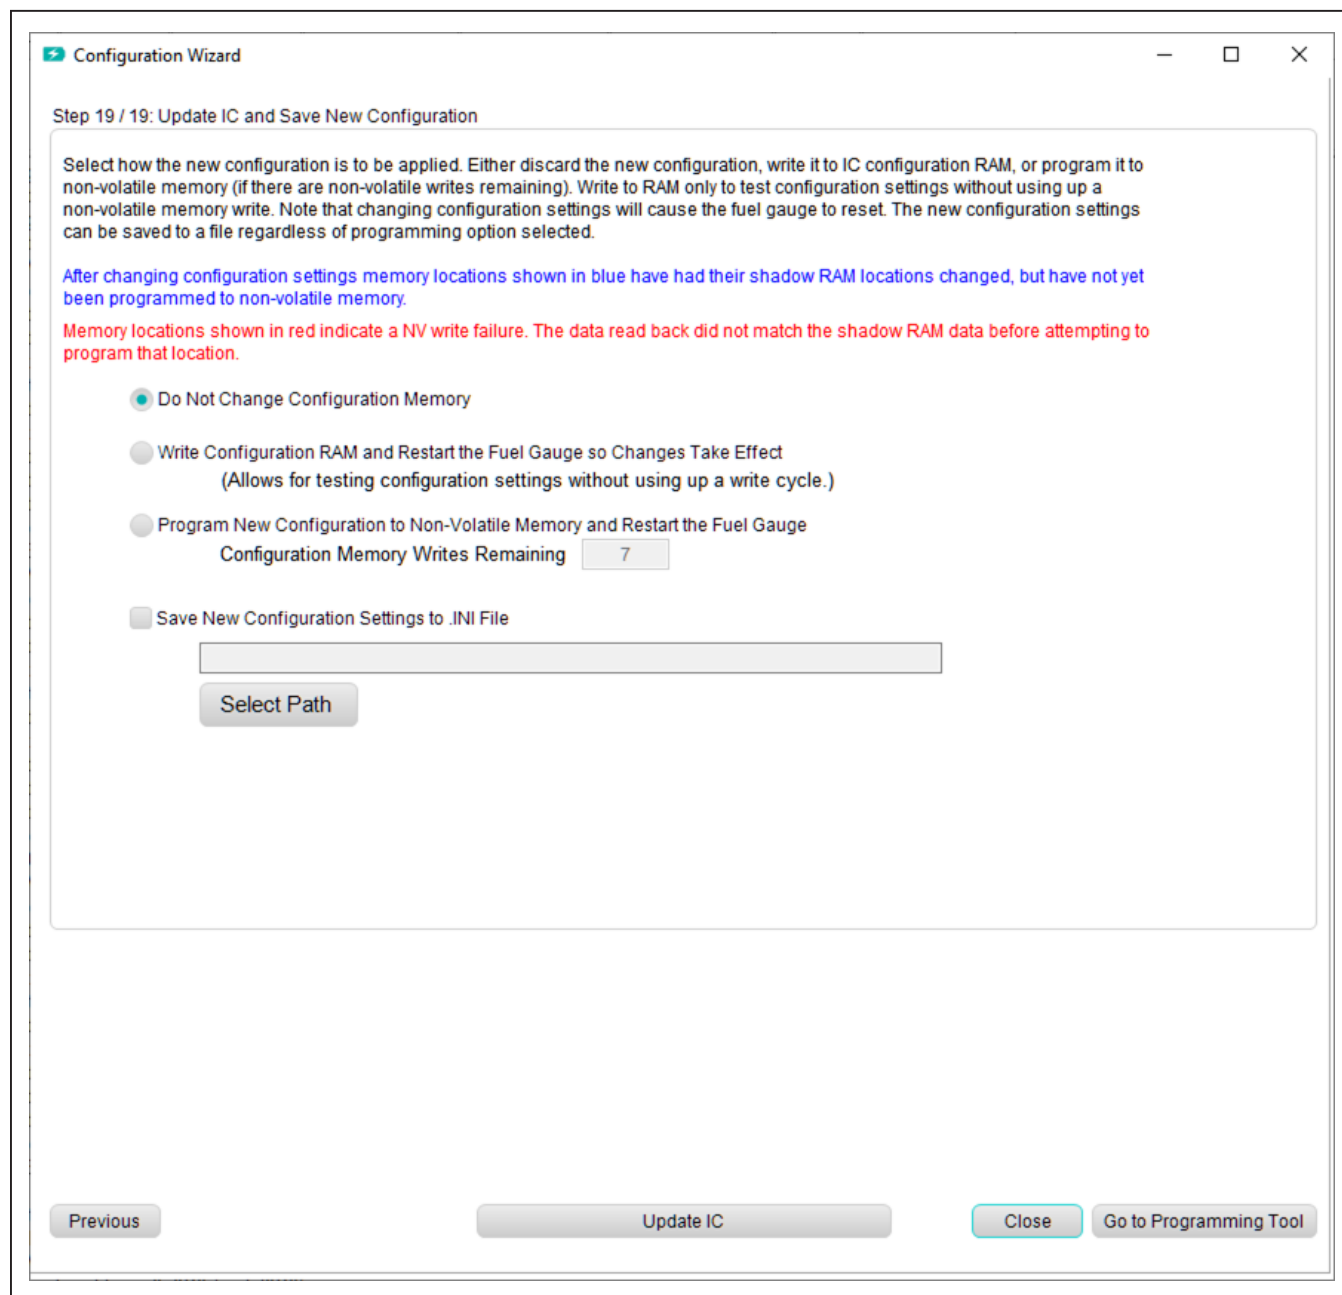 Configuration Wizard
Step 19 / 19: Update IC and Save New Configuration
Select how the new configuration is to be applied. Either discard the new configuration, write it to IC configuration RAM, or program it to
non-volatile memory (if there are non-volatile writes remaining). Write to RAM only to test configuration settings without using up a
non-volatile memory write. Note that changing configuration settings will cause the fuel gauge to reset. The new configuration settings
can be saved to a file regardless of programming option selected.
After changing configuration settings memory locations shown in blue have had their shadow RAM locations changed, but have not yet
been programmed to non-volatile memory.
Memory locations shown in red indicate a NV write failure. The data read back did not match the shadow RAM data before attempting to
program that location.
Do Not Change Configuration Memory
Write Configuration RAM and Restart the Fuel Gauge so Changes Take Effect
(Allows for testing configuration settings without using up a write cycle.)
Program New Configuration to Non-Volatile Memory and Restart the Fuel Gauge
Configuration Memory Writes Remaining 7
Save New Configuration Settings to .INI File
Select Path
Previous Update IC Close Go to Programming Tool